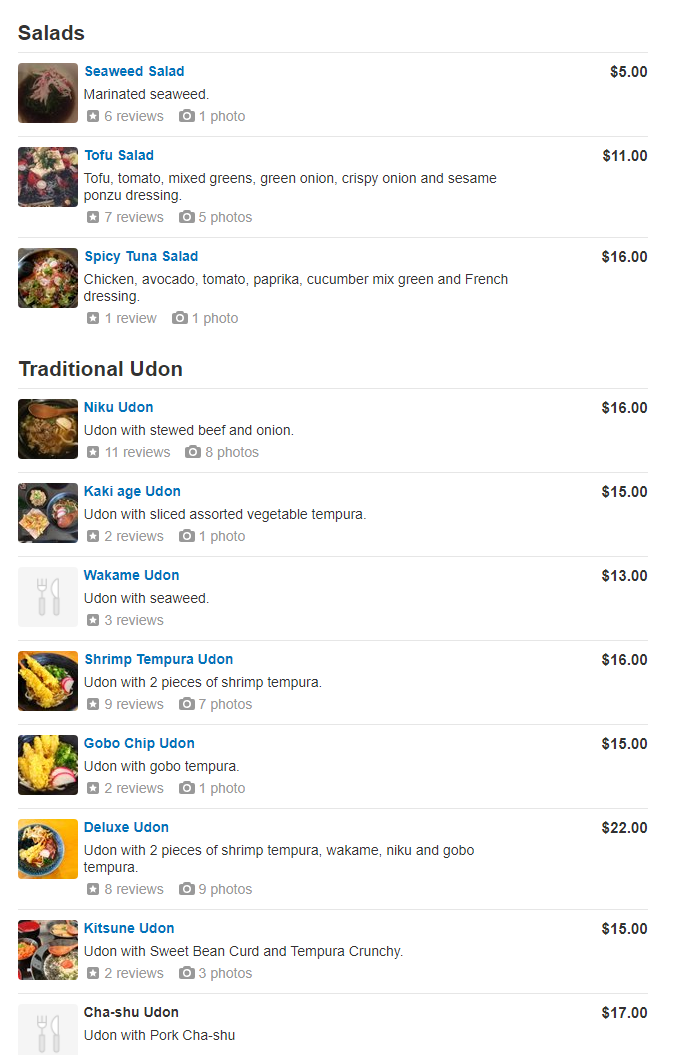 Salads
Seaweed Salad $5.00
Marinated seaweed.
6 reviews 1 photo
Tofu Salad $11.00
Tofu, tomato, mixed greens, green onion, crispy onion and sesame
ponzu dressing.
7 reviews 5 photos
Spicy Tuna Salad $16.00
Chicken, avocado, tomato, paprika, cucumber mix green and French
dressing.
1 review 1 photo
Traditional Udon
Niku Udon $16.00
Udon with stewed beef and onion.
11 reviews 8 photos
Kaki age Udon $15.00
Udon with sliced assorted vegetable tempura.
2 reviews 1 photo
Wakame Udon $13.00
Udon with seaweed.
3 reviews
Shrimp Tempura Udon $16.00
Udon with 2 pieces of shrimp tempura.
9 reviews 7 photos
Gobo Chip Udon $15.00
Udon with gobo tempura.
2 reviews 1 photo
Deluxe Udon $22.00
Udon with 2 pieces of shrimp tempura, wakame, niku and gobo
tempura.
8 reviews 9 photos
Kitsune Udon $15.00
Udon with Sweet Bean Curd and Tempura Crunchy.
2 reviews 3 photos
Cha-shu Udon $17.00
Udon with Pork Cha-shu